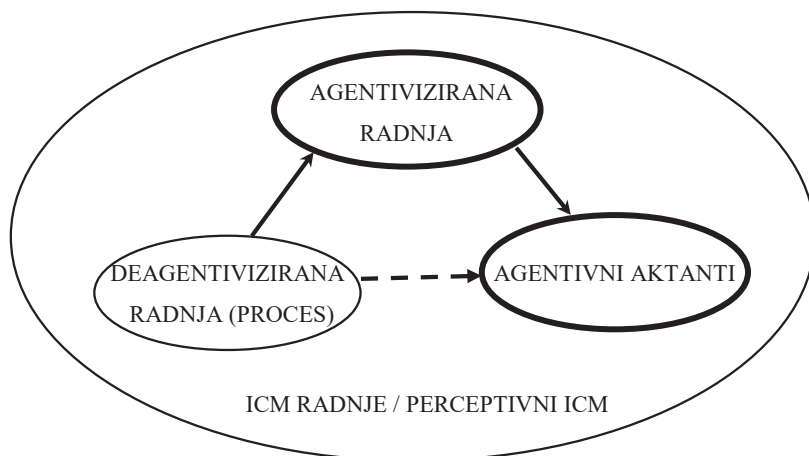 AGENTIVIZIRANA
RADNJA
DEAGENTIVIZIRANA
RADNJA (PROCES)
AGENTIVNI AKTANTI
ICM RADNJE / PERCEPTIVNI ICM